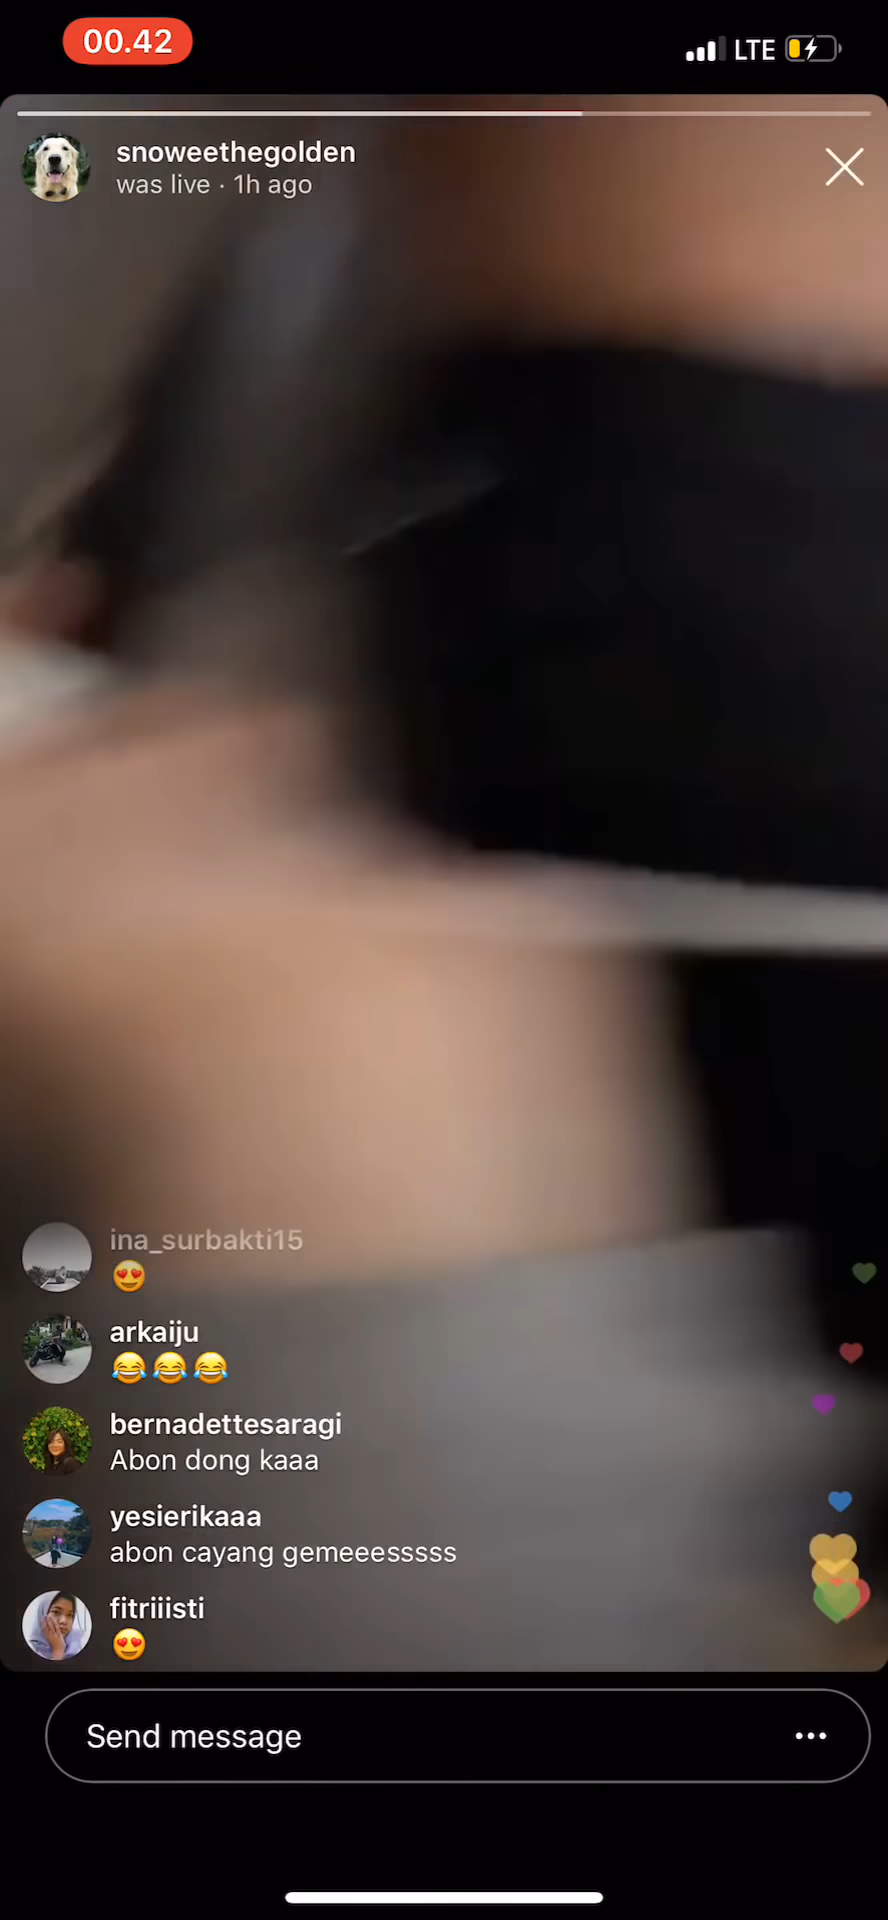 00.42
LTE
snoweethegolden
was live · 1h ago
ina_surbakti15
😍
arkaiju
😂😂😂
bernadettesaragi
Abon dong kaaa
yesierikaaa
abon cayang gemeeesssss
fitriiisti
😍
Send message